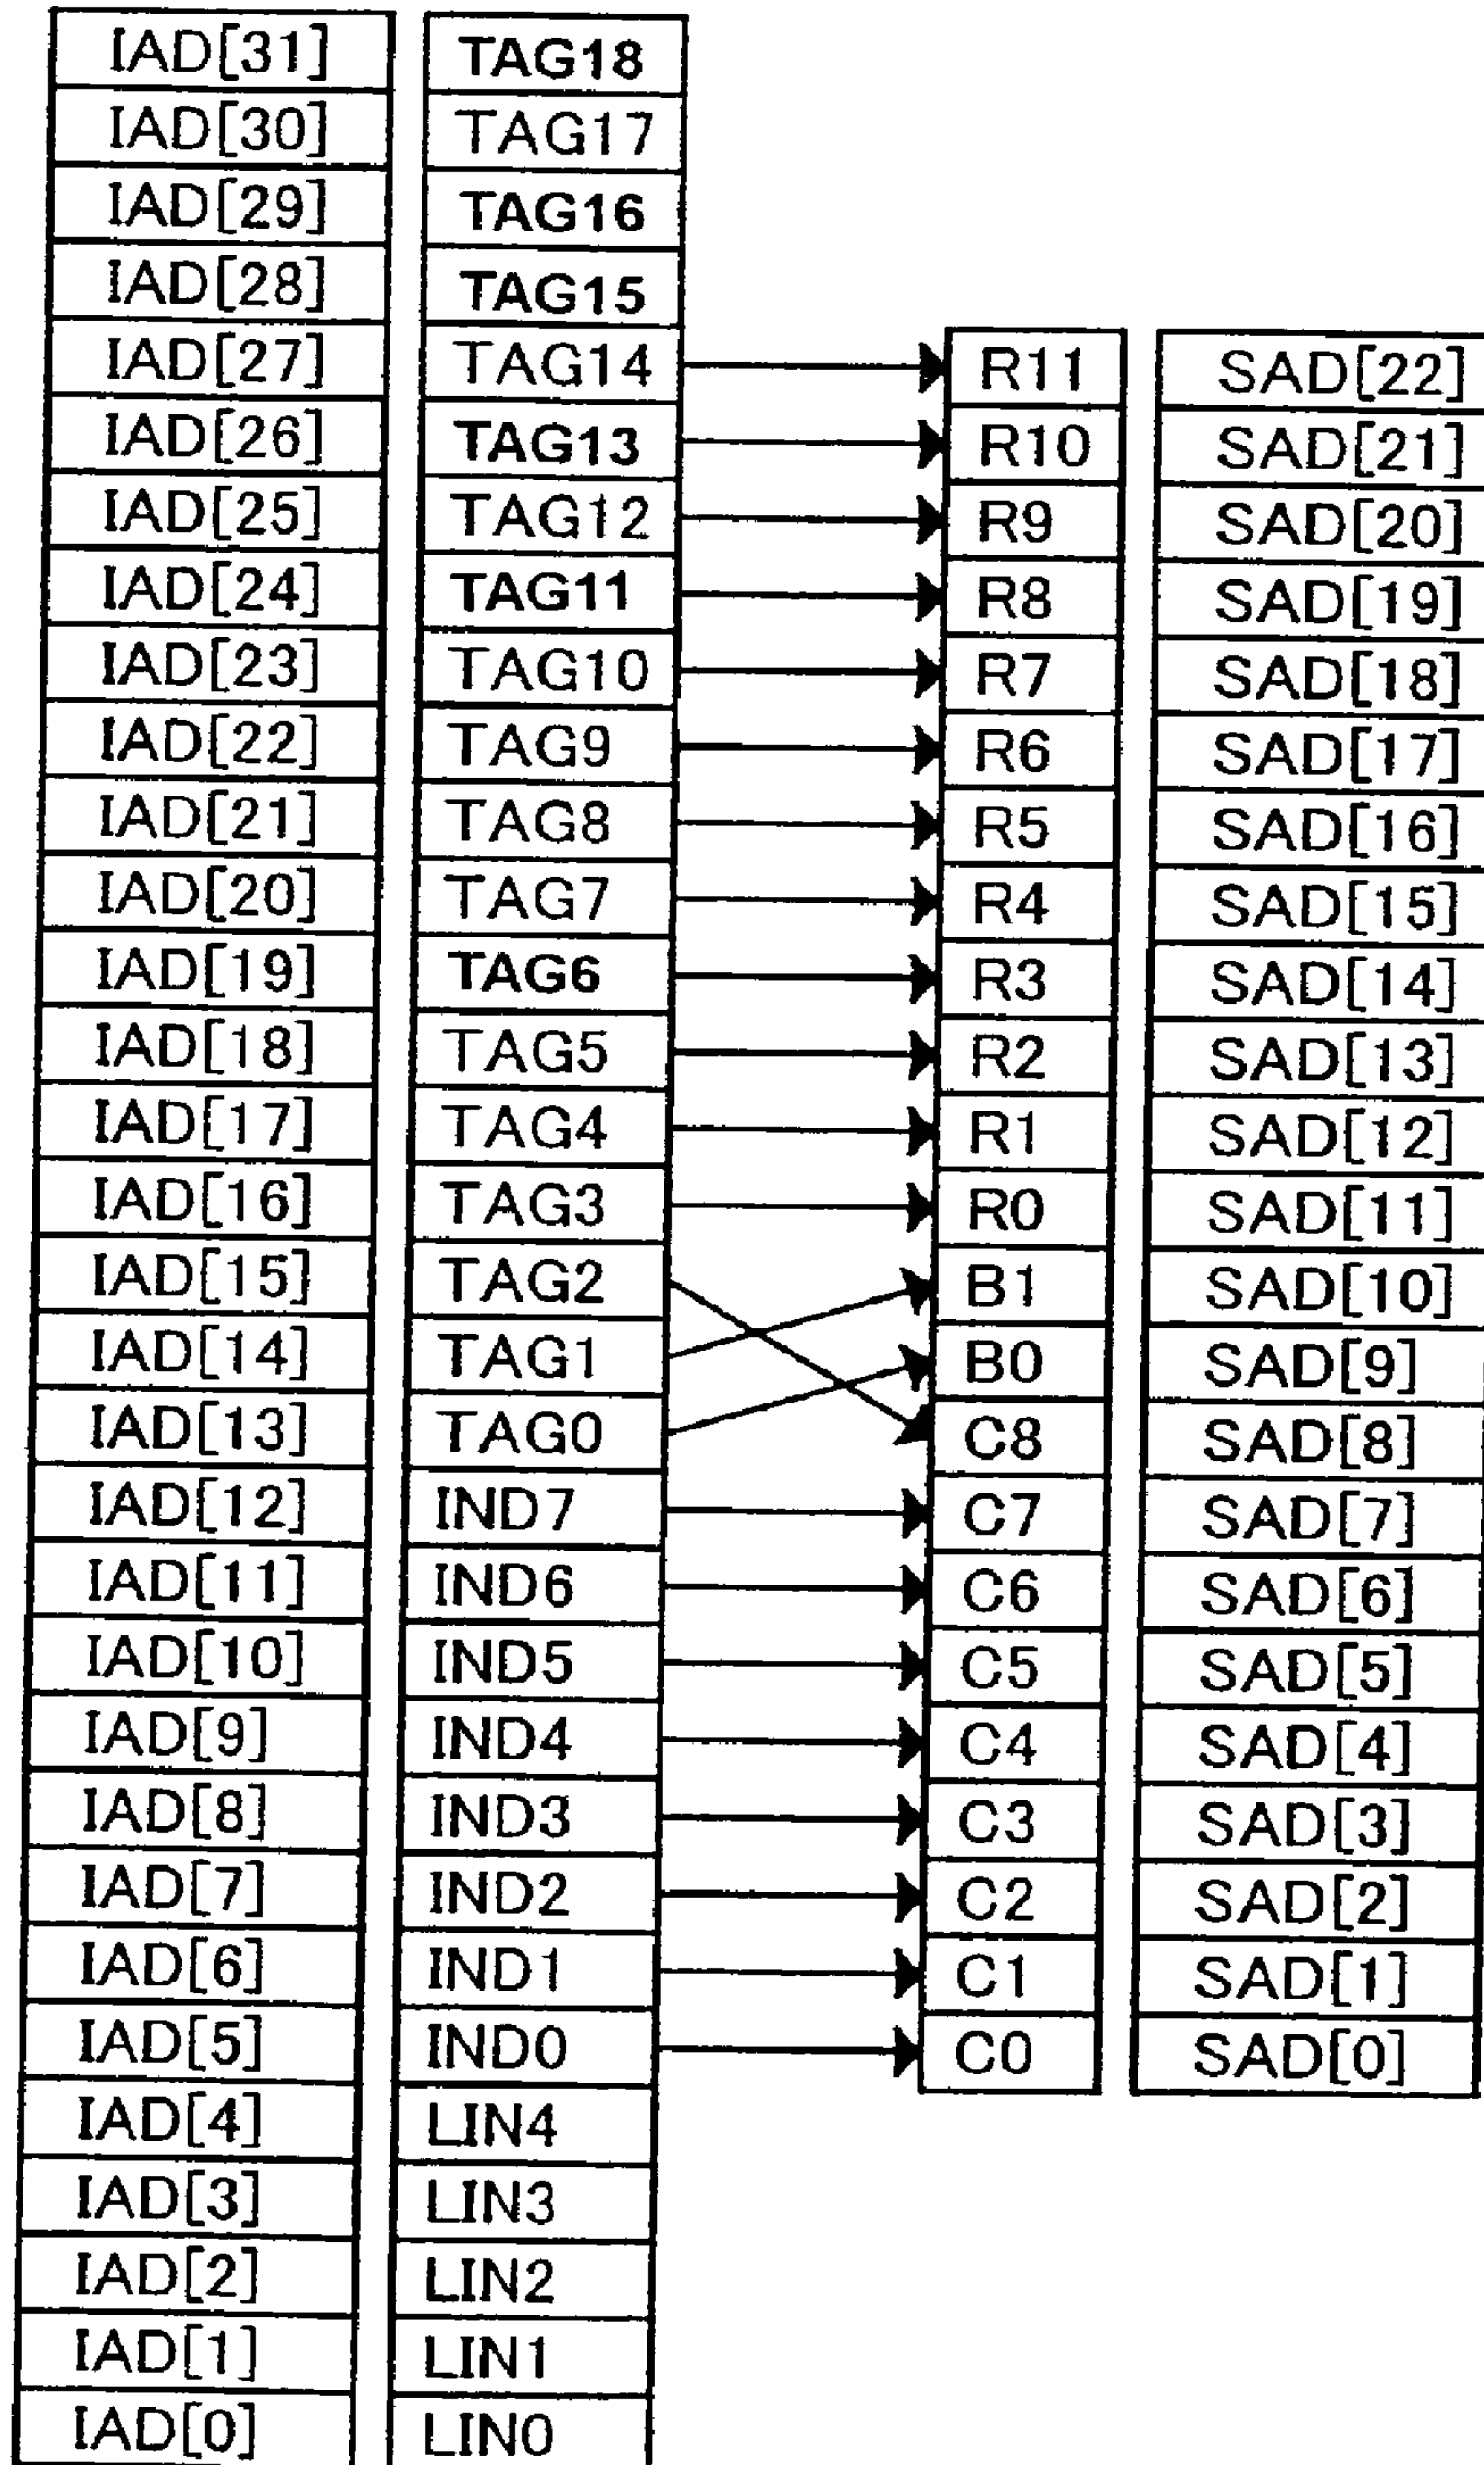 IAD[31] TAG18
IAD[30] TAG17
IAD[29] TAG16
IAD[28] TAG15
IAD[27] TAG14 R11 SAD[22]
IAD[26] TAG13 R10 SAD[21]
IAD[25] TAG12 R9 SAD[20]
IAD[24] TAG11 R8 SAD[19]
IAD[23] TAG10 R7 SAD[18]
IAD[22] TAG9 R6 SAD[17]
IAD[21] TAG8 R5 SAD[16]
IAD[20] TAG7 R4 SAD[15]
IAD[19] TAG6 R3 SAD[14]
IAD[18] TAG5 R2 SAD[13]
IAD[17] TAG4 R1 SAD[12]
IAD[16] TAG3 R0 SAD[11]
IAD[15] TAG2 B1 SAD[10]
IAD[14] TAG1 B0 SAD[9]
IAD[13] TAG0 C8 SAD[8]
IAD[12] IND7 C7 SAD[7]
IAD[11] IND6 C6 SAD[6]
IAD[10] IND5 C5 SAD[5]
IAD[9] IND4 C4 SAD[4]
IAD[8] IND3 C3 SAD[3]
IAD[7] IND2 C2 SAD[2]
IAD[6] IND1 C1 SAD[1]
IAD[5] IND0 C0 SAD[0]
IAD[4] LIN4
IAD[3] LIN3
IAD[2] LIN2
IAD[1] LIN1
IAD[0] LIN0